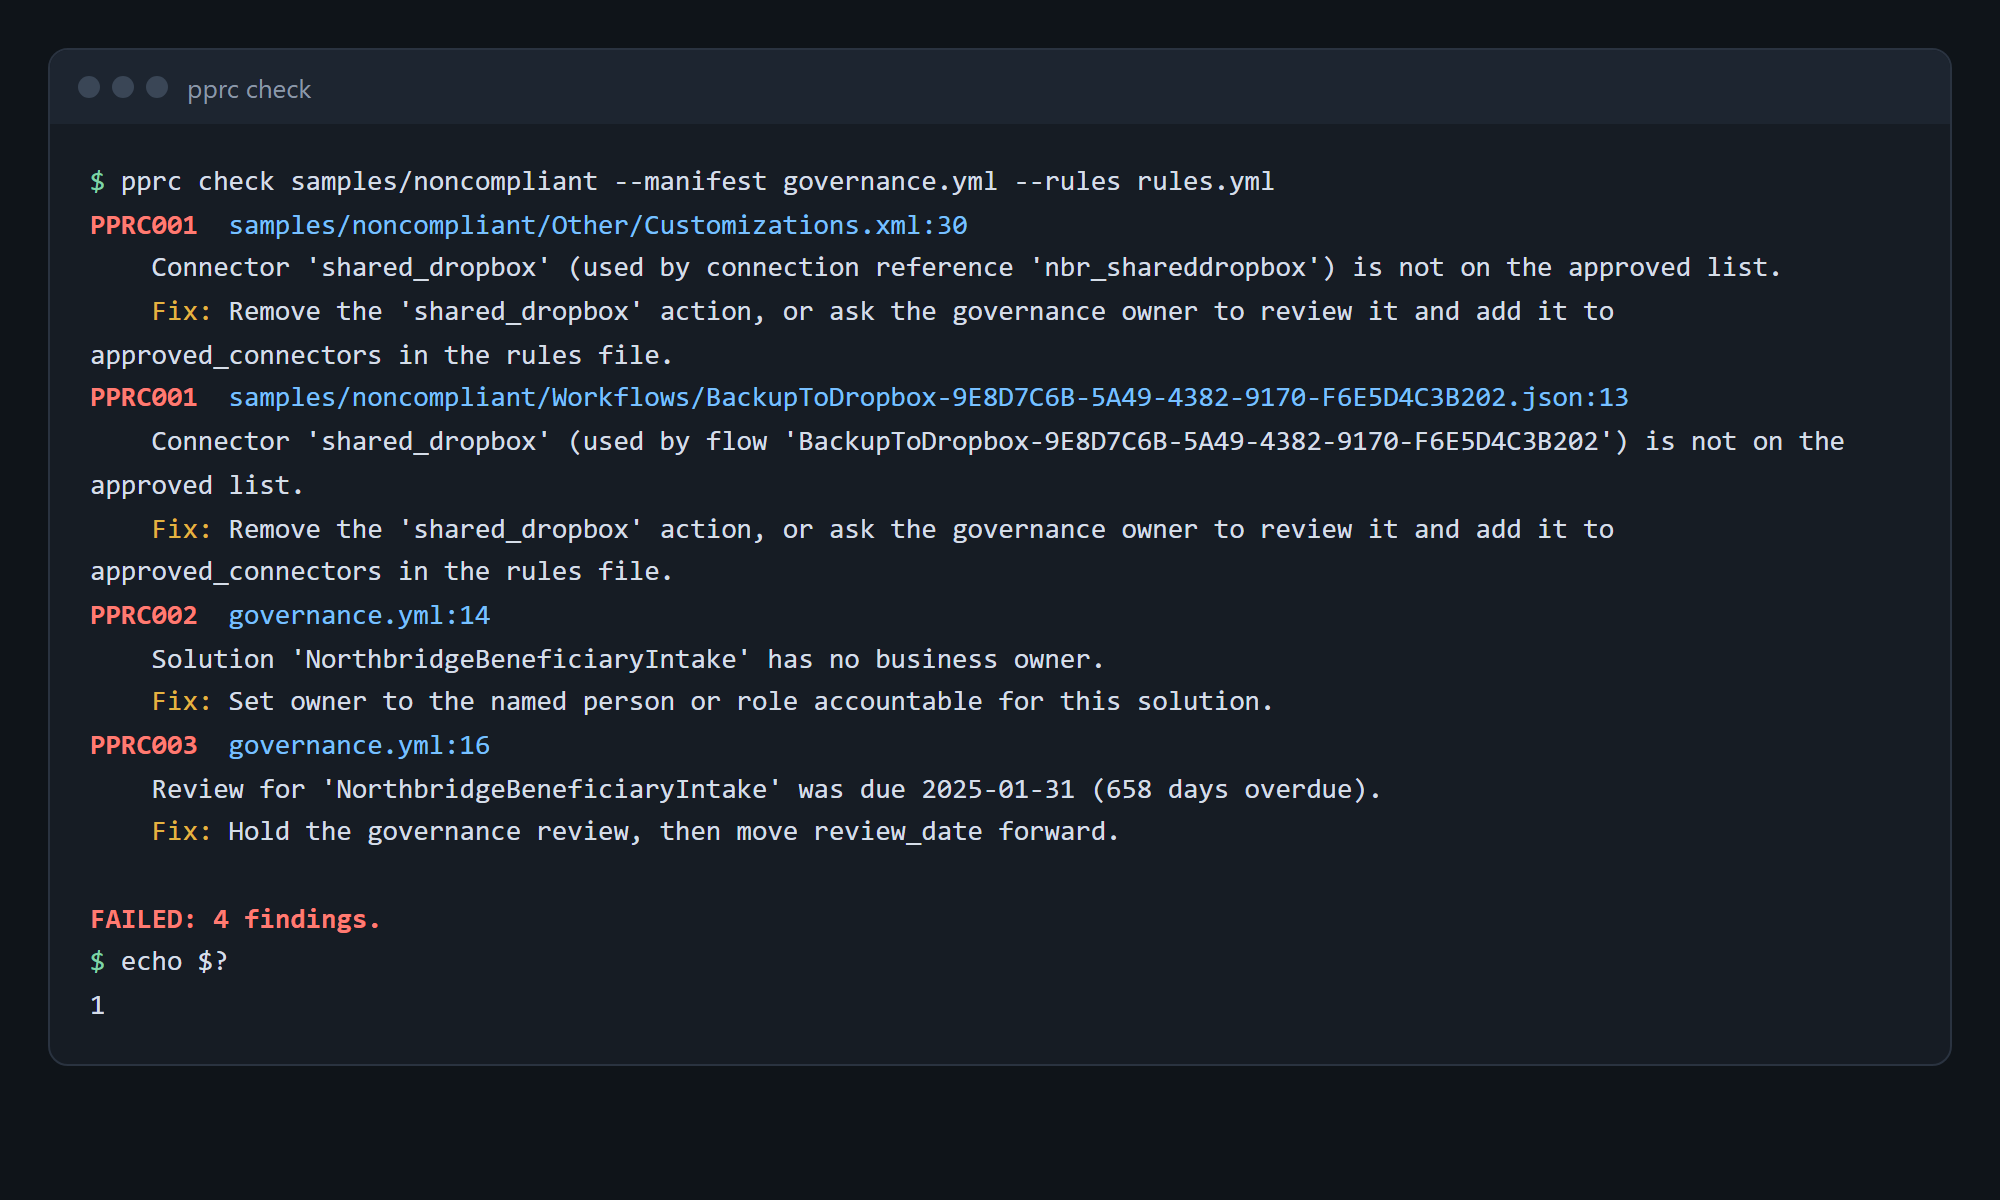 pprc check
$ pprc check samples/noncompliant --manifest governance.yml --rules rules.yml
PPRC001  samples/noncompliant/Other/Customizations.xml:30
    Connector 'shared_dropbox' (used by connection reference 'nbr_shareddropbox') is not on the approved list.
    Fix: Remove the 'shared_dropbox' action, or ask the governance owner to review it and add it to
approved_connectors in the rules file.
PPRC001  samples/noncompliant/Workflows/BackupToDropbox-9E8D7C6B-5A49-4382-9170-F6E5D4C3B202.json:13
    Connector 'shared_dropbox' (used by flow 'BackupToDropbox-9E8D7C6B-5A49-4382-9170-F6E5D4C3B202') is not on the
approved list.
    Fix: Remove the 'shared_dropbox' action, or ask the governance owner to review it and add it to
approved_connectors in the rules file.
PPRC002  governance.yml:14
    Solution 'NorthbridgeBeneficiaryIntake' has no business owner.
    Fix: Set owner to the named person or role accountable for this solution.
PPRC003  governance.yml:16
    Review for 'NorthbridgeBeneficiaryIntake' was due 2025-01-31 (658 days overdue).
    Fix: Hold the governance review, then move review_date forward.
FAILED: 4 findings.
$ echo $?
1